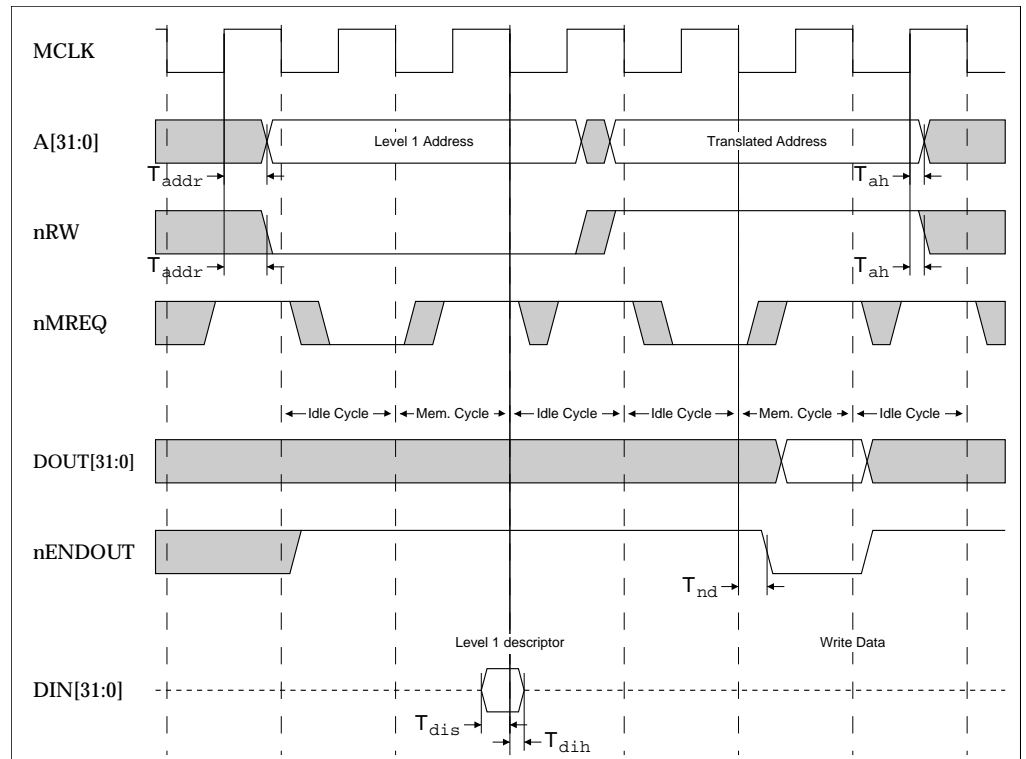 MCLK
A[31:0]
Level 1 Address
Translated Address
Taddr
Tah
nRW
Taddr
Tah
nMREQ
Idle Cycle Mem. Cycle Idle Cycle Idle Cycle Mem. Cycle Idle Cycle
DOUT[31:0]
nENDOUT
Tnd
Level 1 descriptor
Write Data
DIN[31:0]
Tdis
Tdih